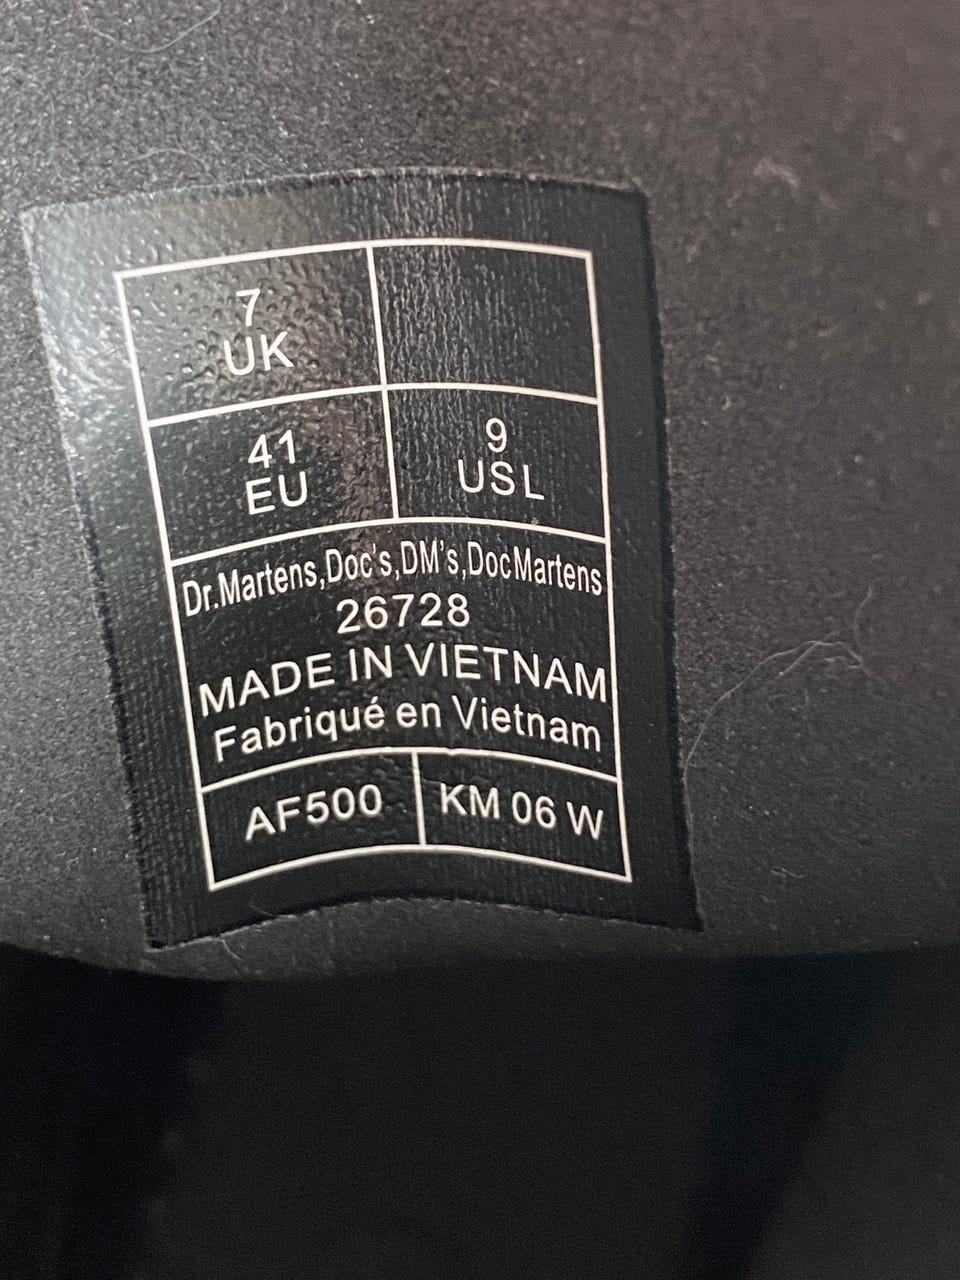 7
UK
41
EU
9
USL
Dr.Martens,Doc's,DM's,DocMartens
26728
MADE IN VIETNAM
Fabriqué en Vietnam
AF500
KM 06 W